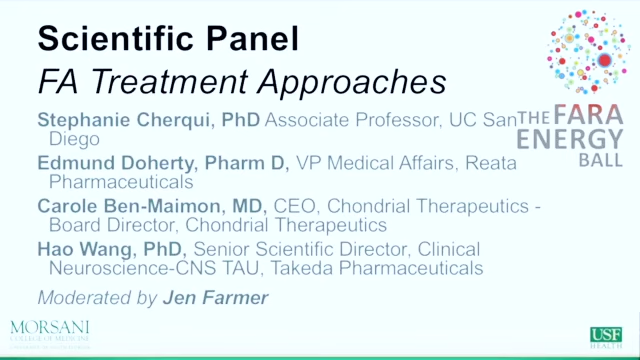 Scientific Panel
FA Treatment Approaches
Stephanie Cherqui, PhD Associate Professor, UC San
Diego
Edmund Doherty, Pharm D, VP Medical Affairs, Reata
Pharmaceuticals
Carole Ben-Maimon, MD, CEO, Chondrial Therapeutics -
Board Director, Chondrial Therapeutics
Hao Wang, PhD, Senior Scientific Director, Clinical
Neuroscience-CNS TAU, Takeda Pharmaceuticals
Moderated by Jen Farmer
THE FARA
ENERGY
BALL
MORSANI
COLLEGE OF MEDICINE
USF
HEALTH